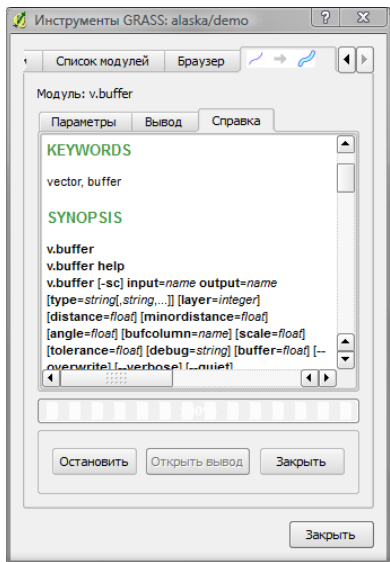 Инструменты GRASS: alaska/demo
Список модулей Браузер
Модуль: v.buffer
Параметры Вывод Справка
KEYWORDS
vector, buffer
SYNOPSIS
v.buffer
v.buffer help
v.buffer [-sc] input=name output=name
[type=string[,string,...]] [layer=integer]
[distance=float] [minordistance=float]
[angle=float] [bufcolumn=name] [scale=float]
[tolerance=float] [debug=string] [buffer=float] [--
overwrite] [--verbose] [--quiet]
Остановить Открыть вывод Закрыть
Закрыть